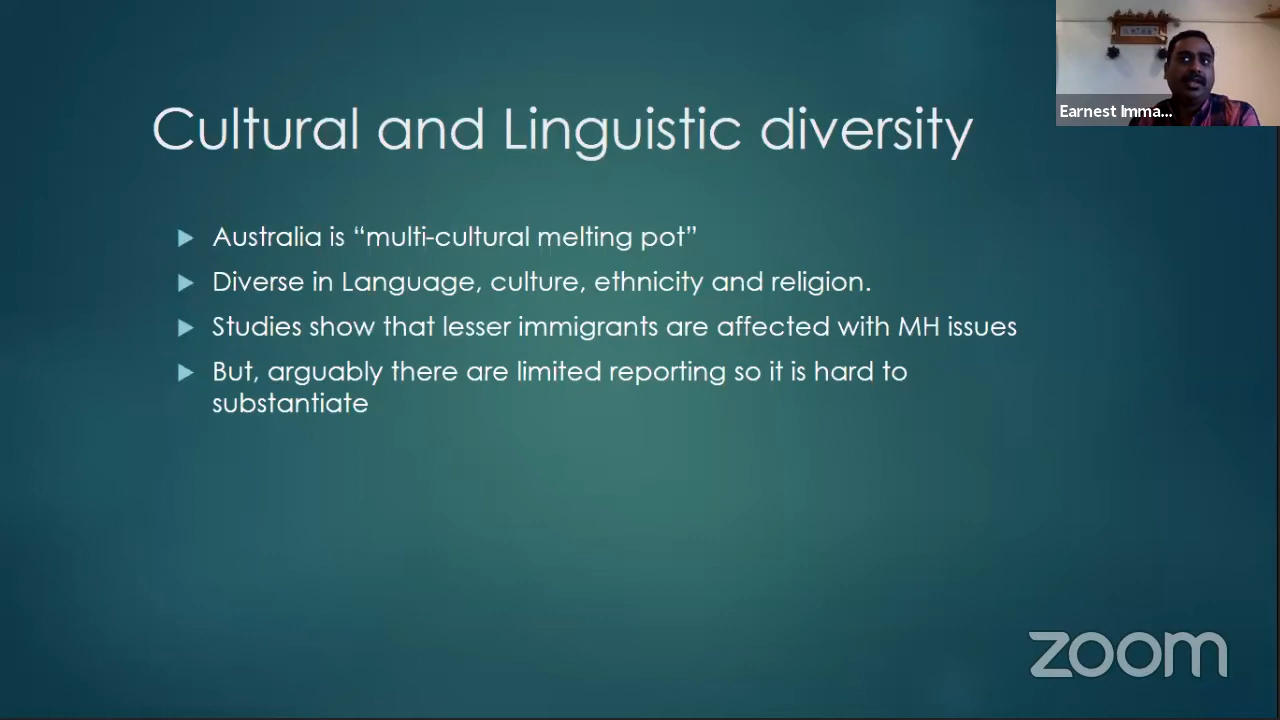 Earnest Imma...
Cultural and Linguistic diversity
Australia is “multi-cultural melting pot”
Diverse in Language, culture, ethnicity and religion.
Studies show that lesser immigrants are affected with MH issues
But, arguably there are limited reporting so it is hard to
substantiate
zoom